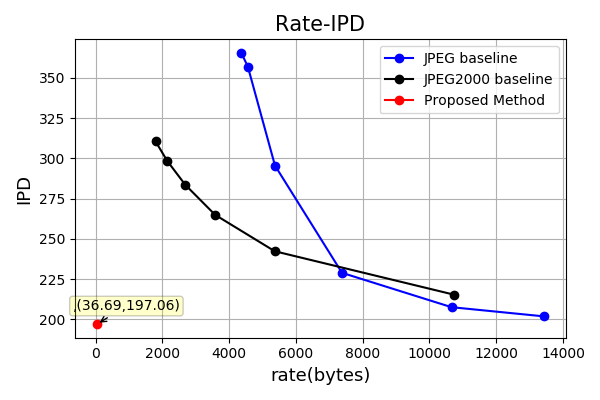 Rate-IPD
JPEG baseline
JPEG2000 baseline
Proposed Method
IPD
350
325
300
275
250
225
200
(36.69,197.06)
0 2000 4000 6000 8000 10000 12000 14000
rate(bytes)